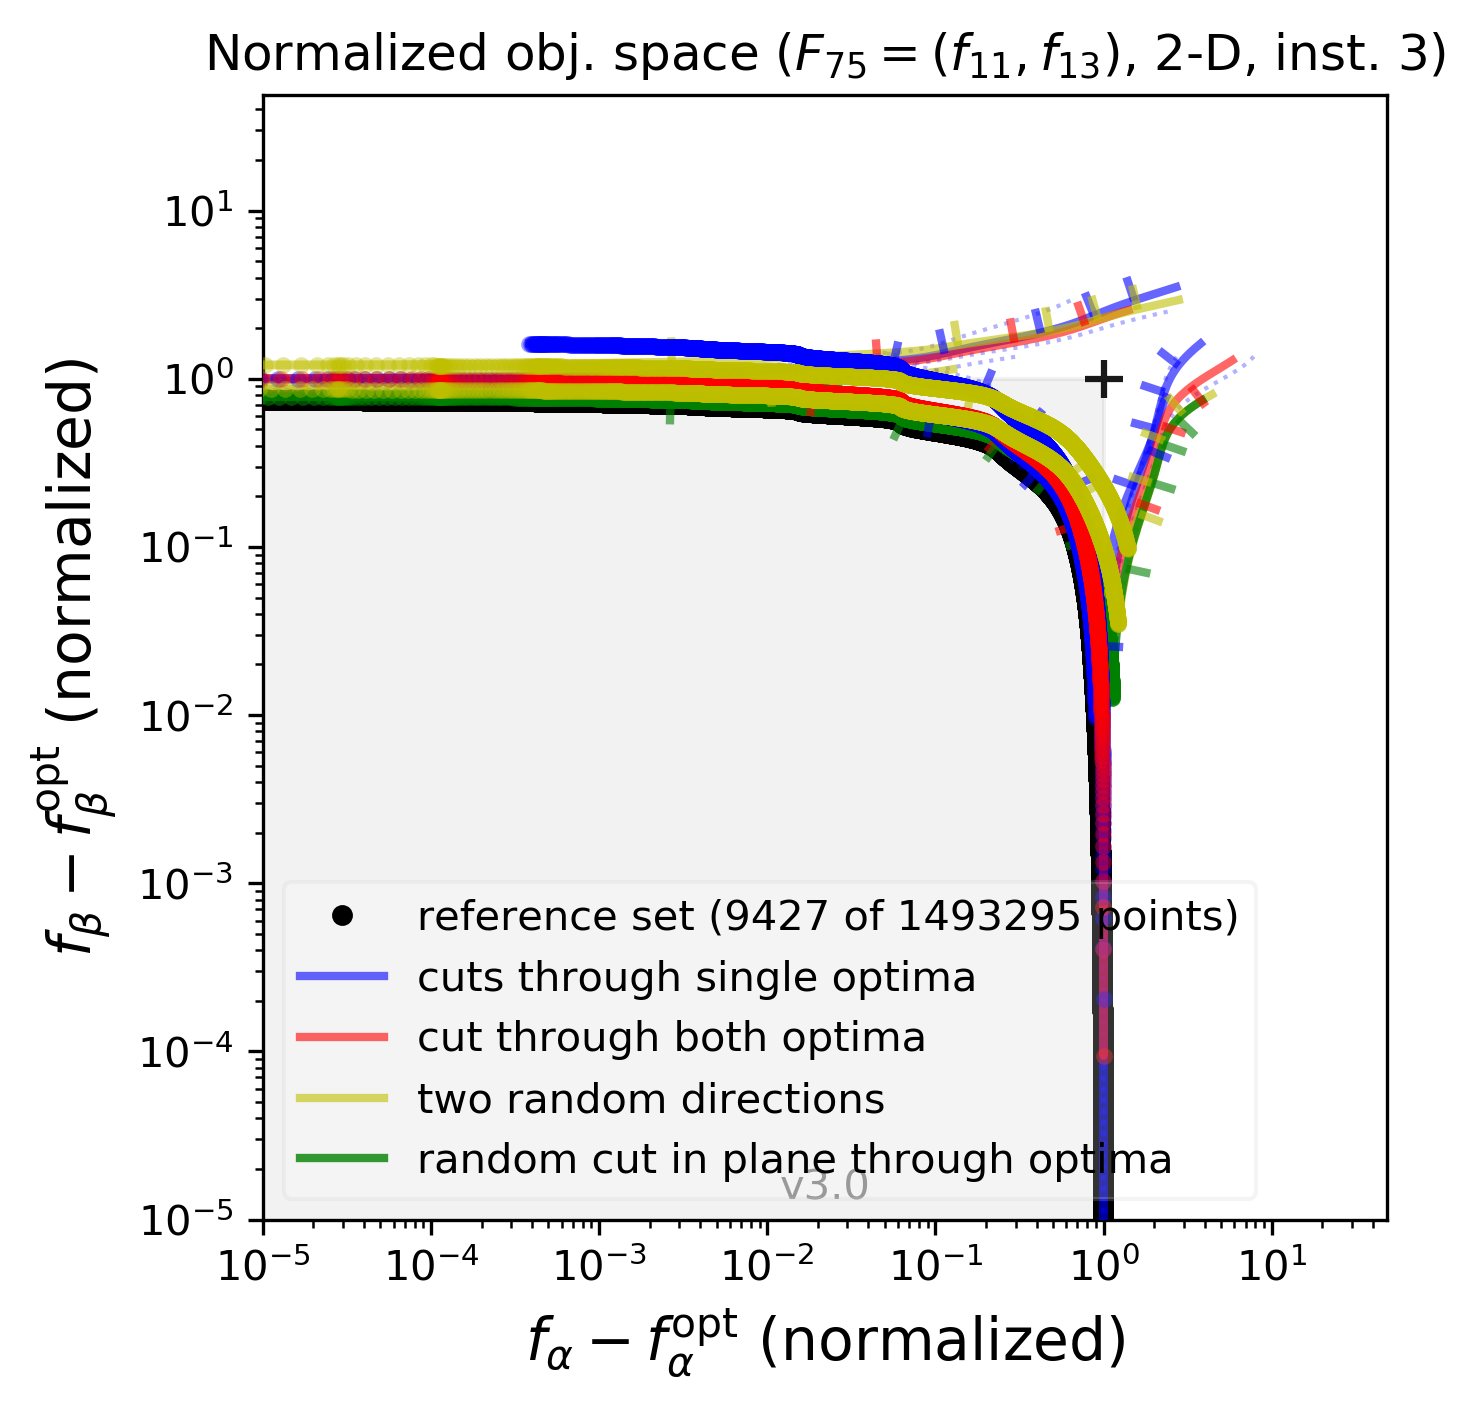 Normalized obj. space (F₇₅ = (f₁₁, f₁₃), 2-D, inst. 3)
10¹
10⁰
10⁻¹
10⁻²
10⁻³
10⁻⁴
10⁻⁵
f_β − f_β^opt (normalized)
reference set (9427 of 1493295 points)
cuts through single optima
cut through both optima
two random directions
random cut in plane through optima
v3.0
10⁻⁵ 10⁻⁴ 10⁻³ 10⁻² 10⁻¹ 10⁰ 10¹
f_α − f_α^opt (normalized)